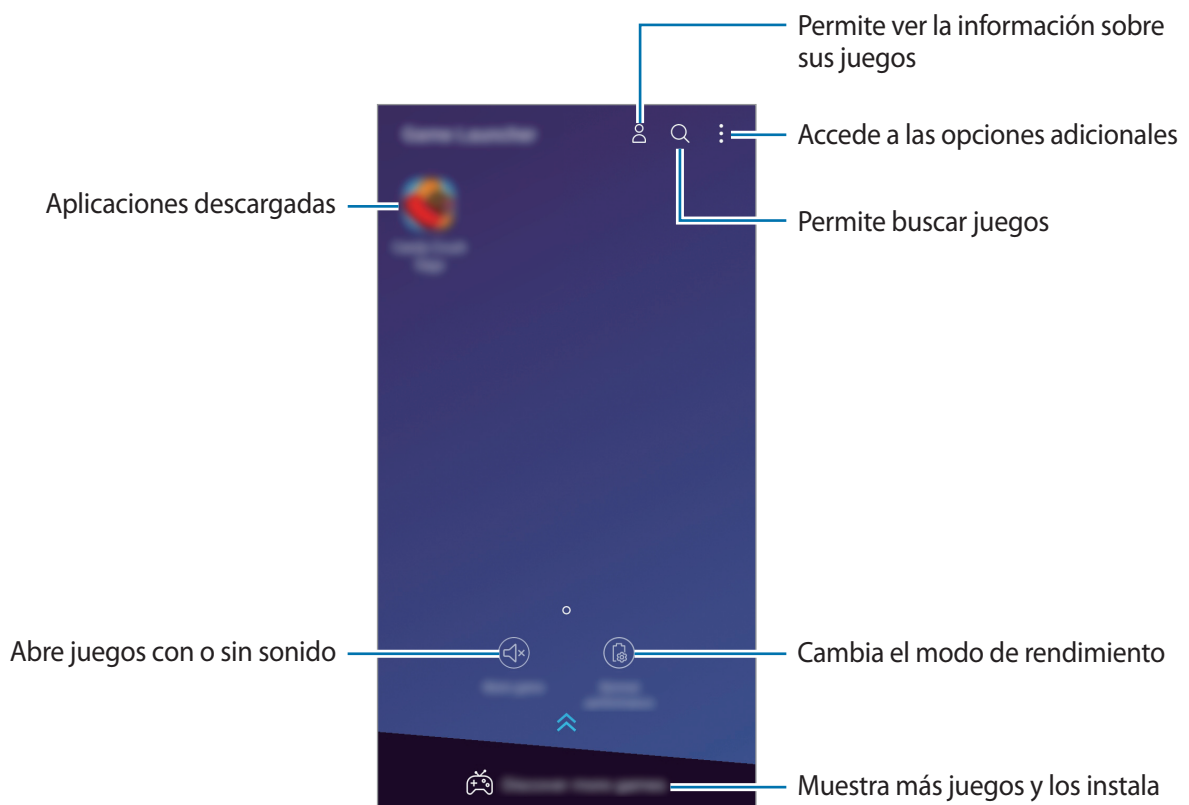 Permite ver la información sobre
sus juegos
Accede a las opciones adicionales
Aplicaciones descargadas
Permite buscar juegos
Abre juegos con o sin sonido
Cambia el modo de rendimiento
Muestra más juegos y los instala